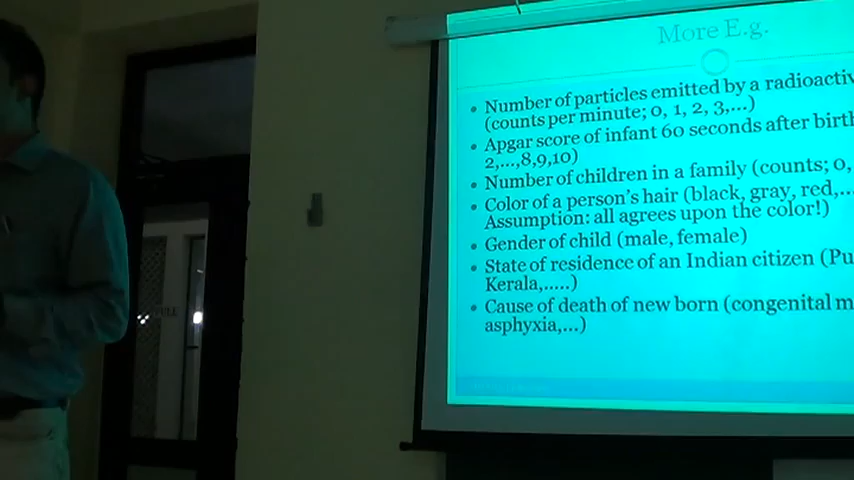 More E.g.
• Number of particles emitted by a radioactiv
(counts per minute; 0, 1, 2, 3,...)
• Apgar score of infant 60 seconds after birth
2,...,8,9,10)
• Number of children in a family (counts; 0,
• Color of a person's hair (black, gray, red,...
Assumption: all agrees upon the color!)
• Gender of child (male, female)
• State of residence of an Indian citizen (Pu
Kerala,.....)
• Cause of death of new born (congenital m
asphyxia,...)